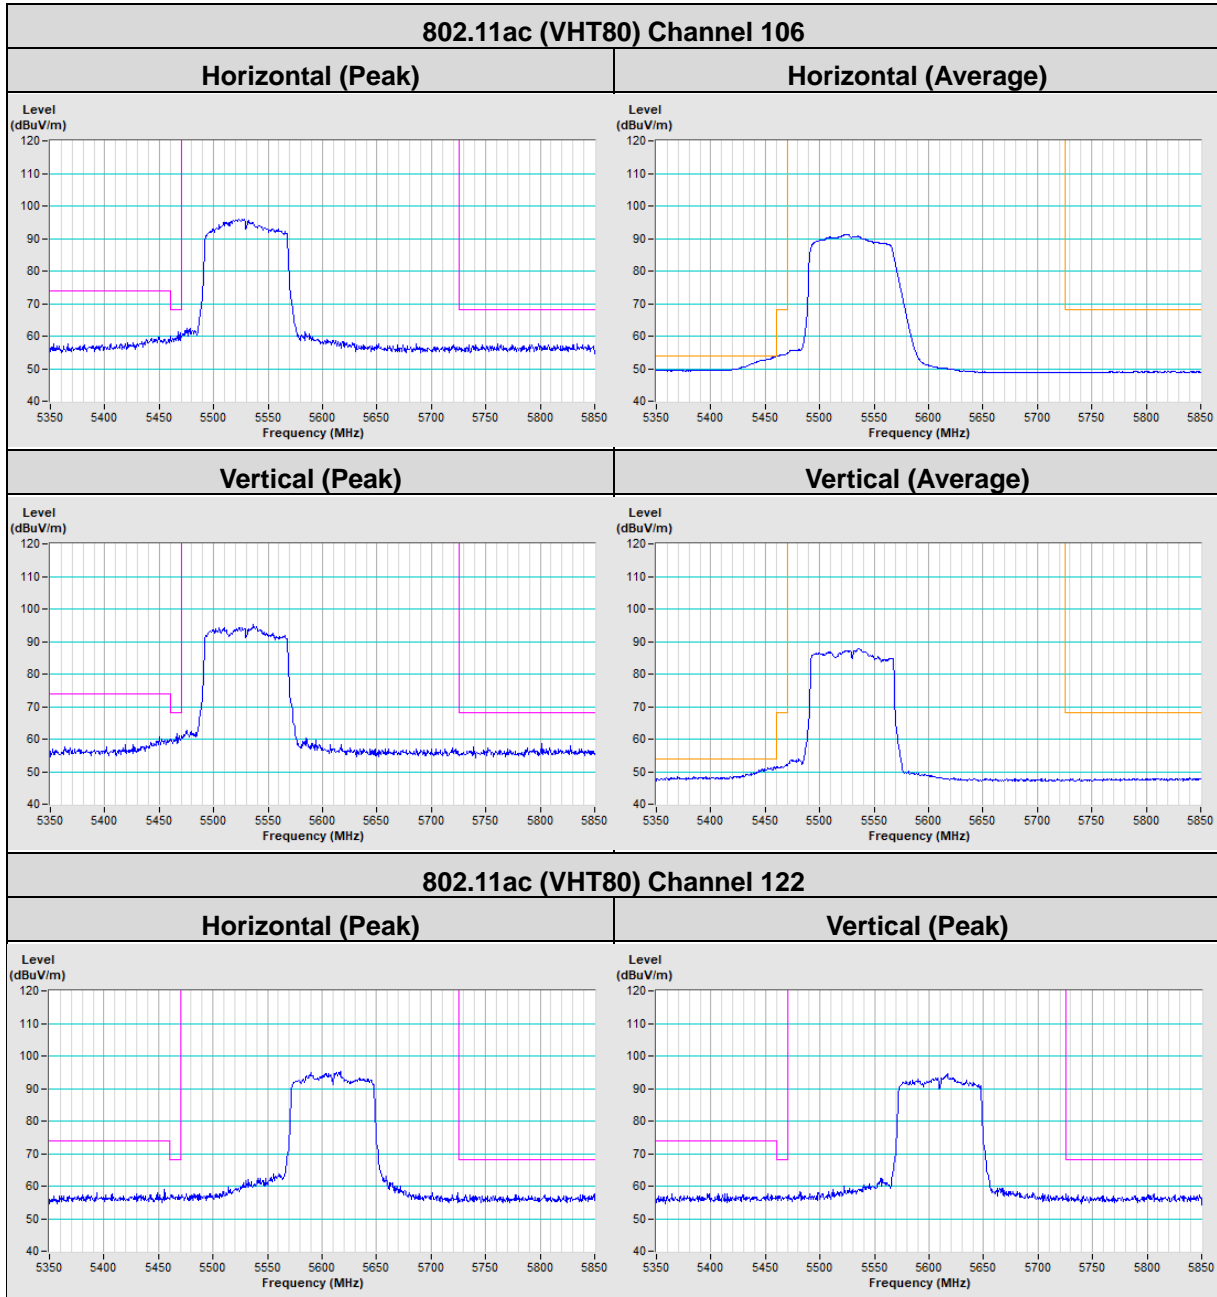 802.11ac (VHT80) Channel 106
Horizontal (Peak) Horizontal (Average)
Level Level
(dBuV/m) (dBuV/m)
120 120
110 110
100 100
90 90
80 80
70 70
60 60
50 50
40 40
5350 5400 5450 5500 5550 5600 5650 5700 5750 5800 5850 5350 5400 5450 5500 5550 5600 5650 5700 5750 5800 5850
Frequency (MHz) Frequency (MHz)
Vertical (Peak) Vertical (Average)
Level Level
(dBuV/m) (dBuV/m)
120 120
110 110
100 100
90 90
80 80
70 70
60 60
50 50
40 40
5350 5400 5450 5500 5550 5600 5650 5700 5750 5800 5850 5350 5400 5450 5500 5550 5600 5650 5700 5750 5800 5850
Frequency (MHz) Frequency (MHz)
802.11ac (VHT80) Channel 122
Horizontal (Peak) Vertical (Peak)
Level Level
(dBuV/m) (dBuV/m)
120 120
110 110
100 100
90 90
80 80
70 70
60 60
50 50
40 40
5350 5400 5450 5500 5550 5600 5650 5700 5750 5800 5850 5350 5400 5450 5500 5550 5600 5650 5700 5750 5800 5850
Frequency (MHz) Frequency (MHz)